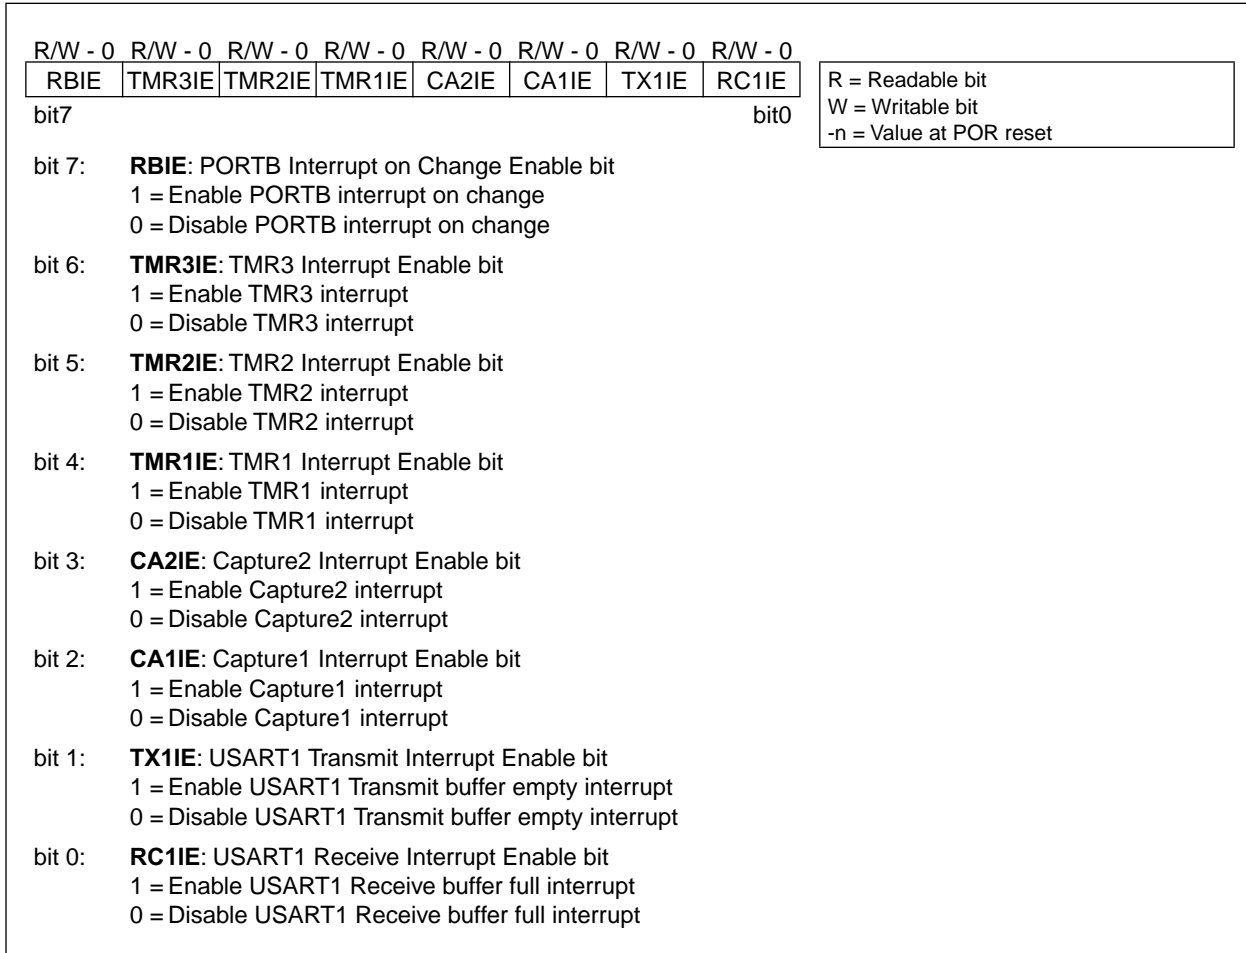 R/W - 0 R/W - 0 R/W - 0 R/W - 0 R/W - 0 R/W - 0 R/W - 0 R/W - 0
RBIE TMR3IE TMR2IE TMR1IE CA2IE CA1IE TX1IE RC1IE
bit7 bit0
R = Readable bit
W = Writable bit
-n = Value at POR reset
bit 7: RBIE: PORTB Interrupt on Change Enable bit
1 = Enable PORTB interrupt on change
0 = Disable PORTB interrupt on change
bit 6: TMR3IE: TMR3 Interrupt Enable bit
1 = Enable TMR3 interrupt
0 = Disable TMR3 interrupt
bit 5: TMR2IE: TMR2 Interrupt Enable bit
1 = Enable TMR2 interrupt
0 = Disable TMR2 interrupt
bit 4: TMR1IE: TMR1 Interrupt Enable bit
1 = Enable TMR1 interrupt
0 = Disable TMR1 interrupt
bit 3: CA2IE: Capture2 Interrupt Enable bit
1 = Enable Capture2 interrupt
0 = Disable Capture2 interrupt
bit 2: CA1IE: Capture1 Interrupt Enable bit
1 = Enable Capture1 interrupt
0 = Disable Capture1 interrupt
bit 1: TX1IE: USART1 Transmit Interrupt Enable bit
1 = Enable USART1 Transmit buffer empty interrupt
0 = Disable USART1 Transmit buffer empty interrupt
bit 0: RC1IE: USART1 Receive Interrupt Enable bit
1 = Enable USART1 Receive buffer full interrupt
0 = Disable USART1 Receive buffer full interrupt